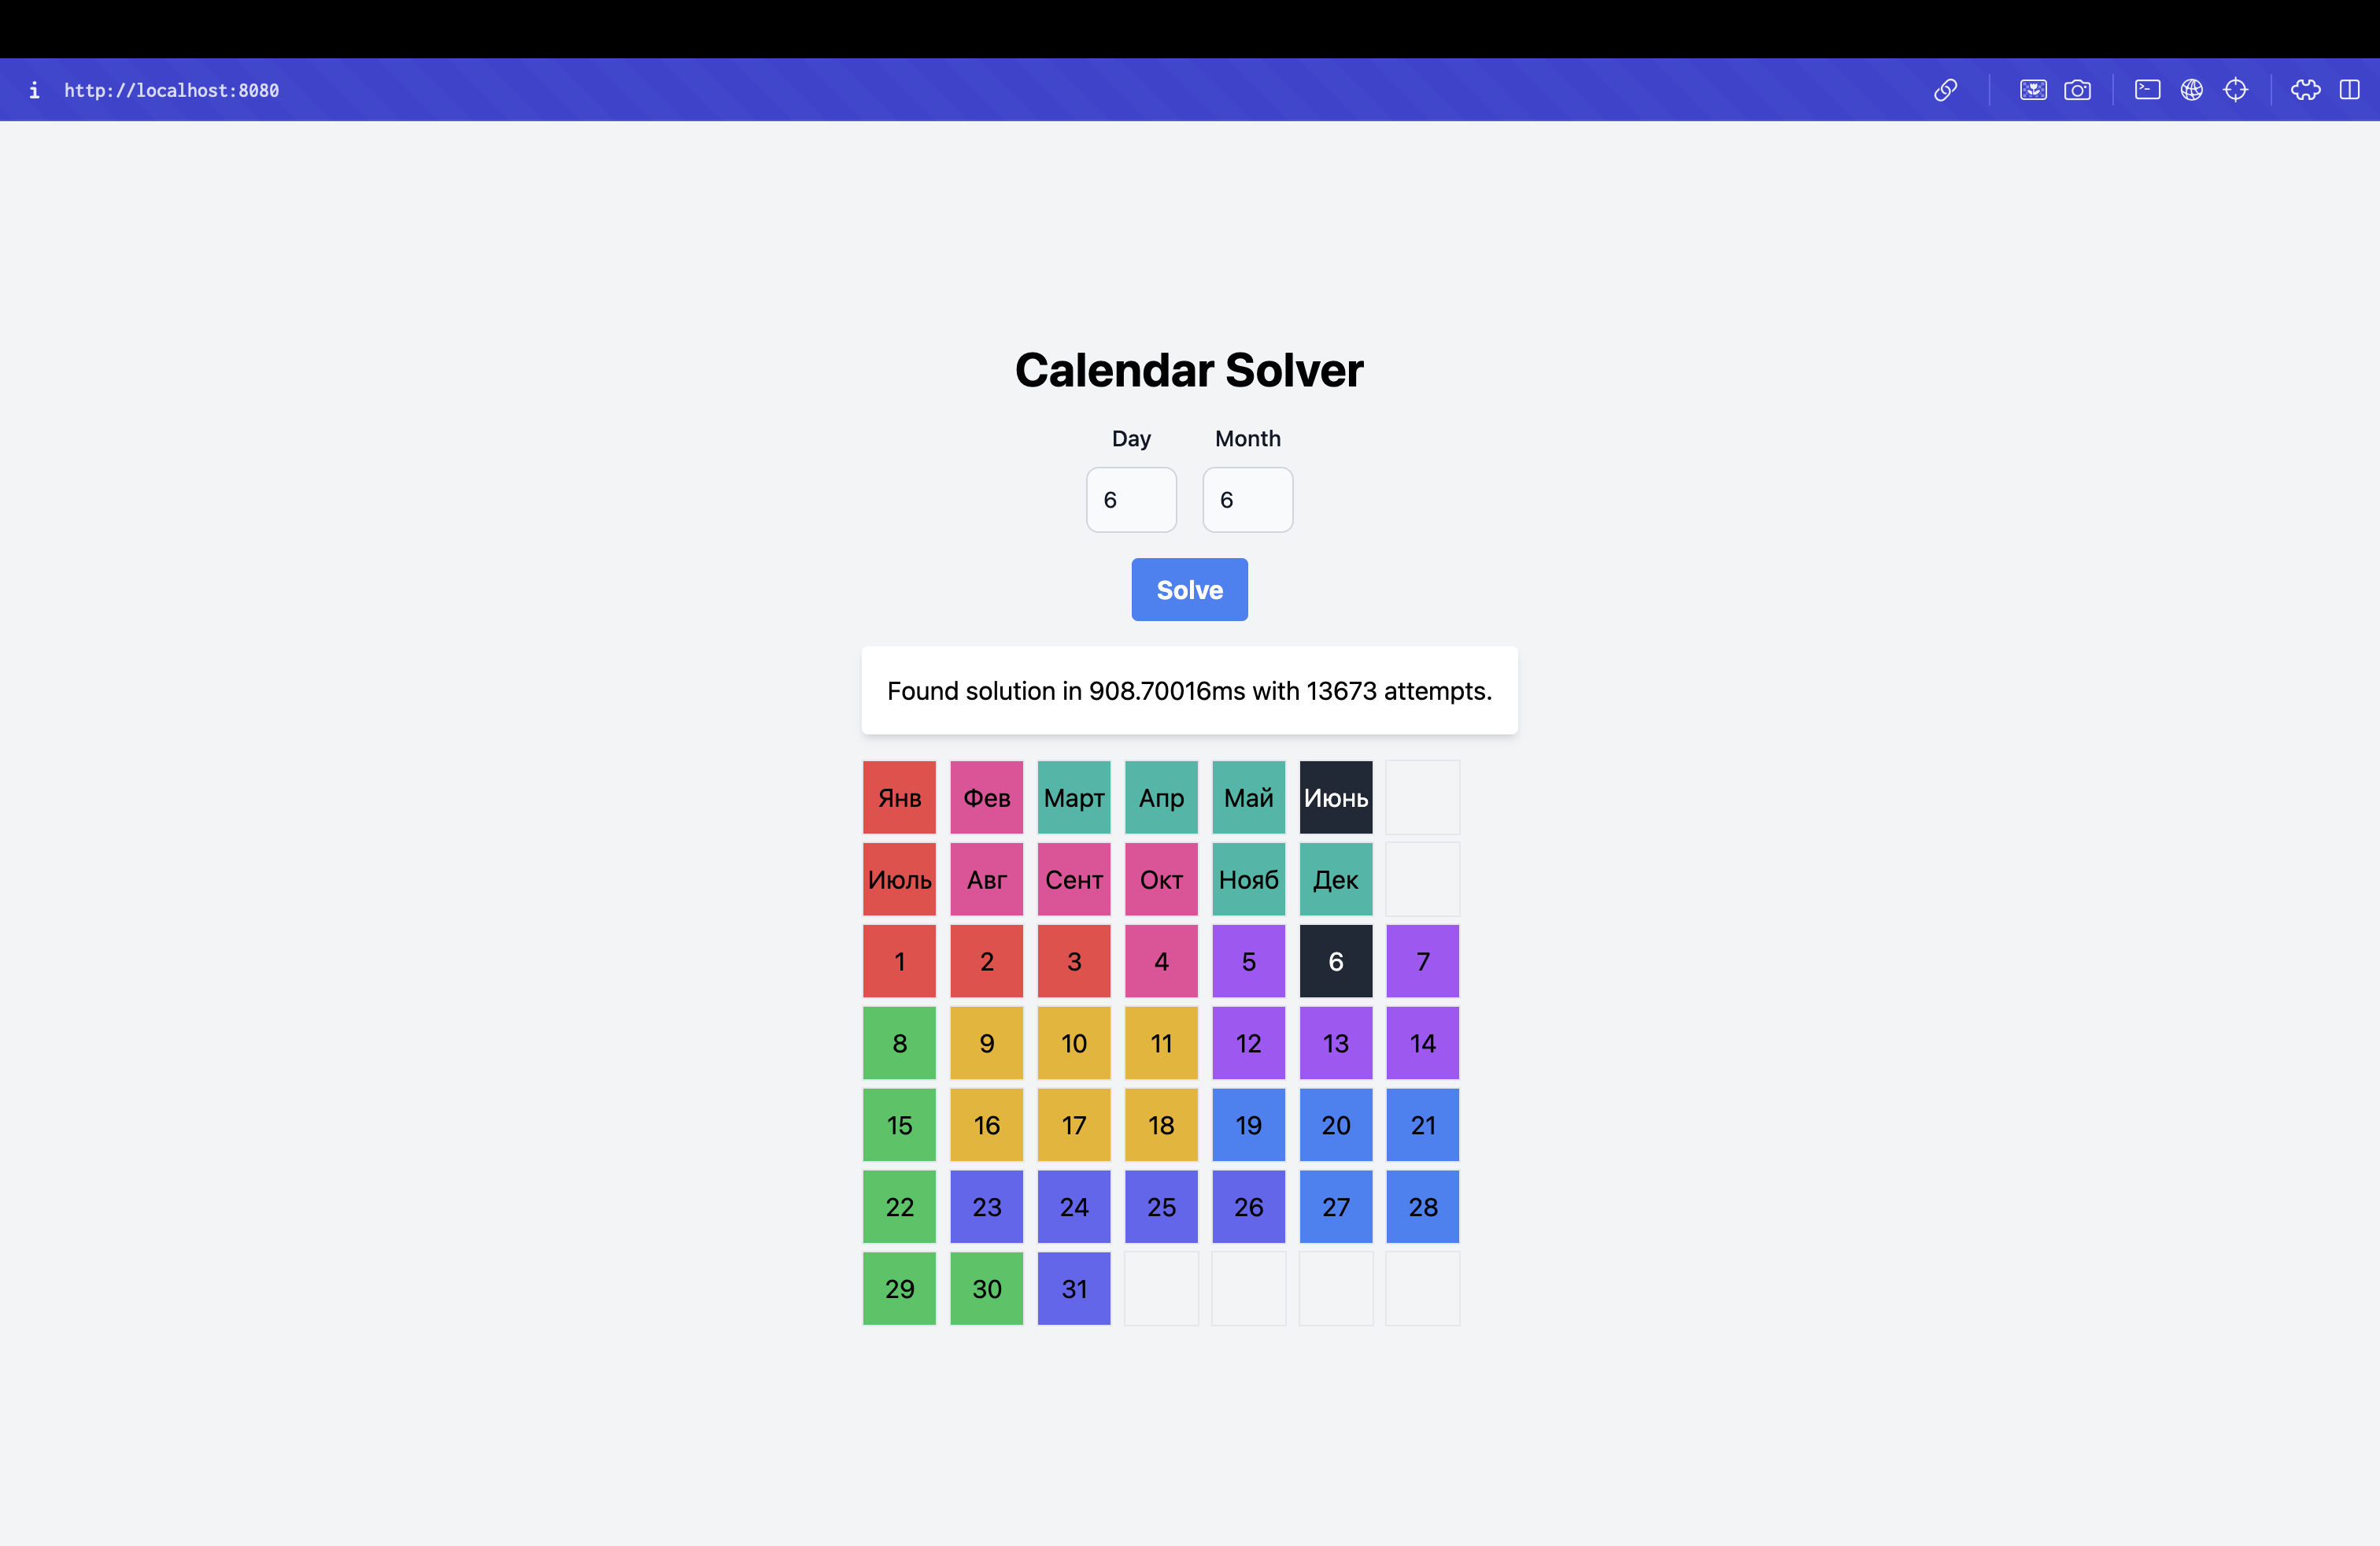 i http://localhost:8080
Calendar Solver
Day Month
6 6
Solve
Found solution in 908.70016ms with 13673 attempts.
Янв Фев Март Апр Май Июнь
Июль Авг Сент Окт Нояб Дек
1 2 3 4 5 6 7
8 9 10 11 12 13 14
15 16 17 18 19 20 21
22 23 24 25 26 27 28
29 30 31